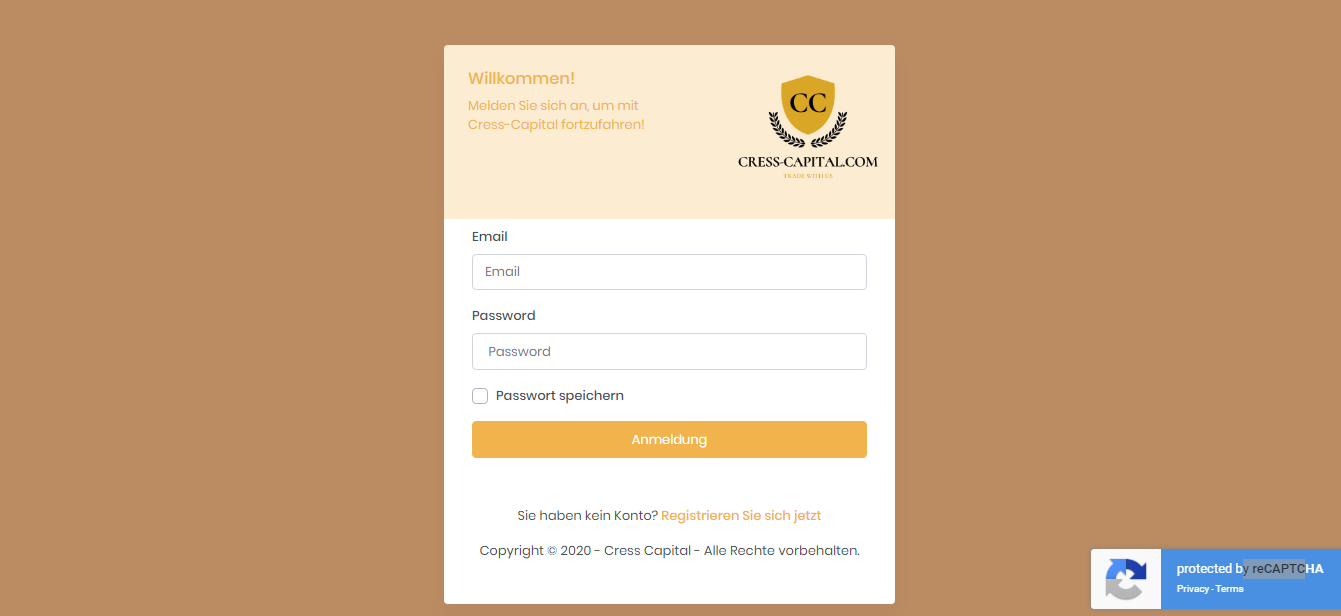 Willkommen!
Melden Sie sich an, um mit
Cress-Capital fortzufahren!
CC
CRESS-CAPITAL.COM
TRADE WITH US
Email
Email
Password
Password
Passwort speichern
Anmeldung
Sie haben kein Konto? Registrieren Sie sich jetzt
Copyright © 2020 - Cress Capital - Alle Rechte vorbehalten.
protected by reCAPTCHA
Privacy - Terms